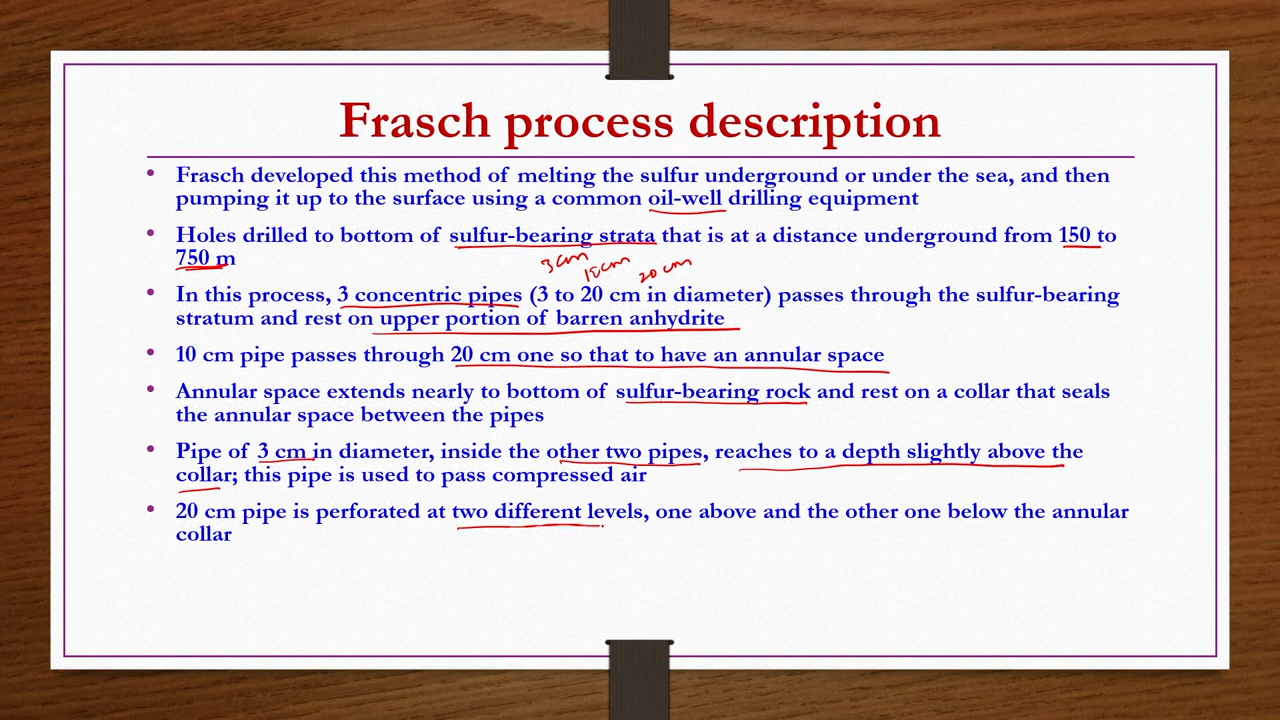 Frasch process description
• Frasch developed this method of melting the sulfur underground or under the sea, and then
pumping it up to the surface using a common oil-well drilling equipment
• Holes drilled to bottom of sulfur-bearing strata that is at a distance underground from 150 to
750 m
3 cm 10 cm 20 cm
• In this process, 3 concentric pipes (3 to 20 cm in diameter) passes through the sulfur-bearing
stratum and rest on upper portion of barren anhydrite
• 10 cm pipe passes through 20 cm one so that to have an annular space
• Annular space extends nearly to bottom of sulfur-bearing rock and rest on a collar that seals
the annular space between the pipes
• Pipe of 3 cm in diameter, inside the other two pipes, reaches to a depth slightly above the
collar; this pipe is used to pass compressed air
• 20 cm pipe is perforated at two different levels, one above and the other one below the annular
collar